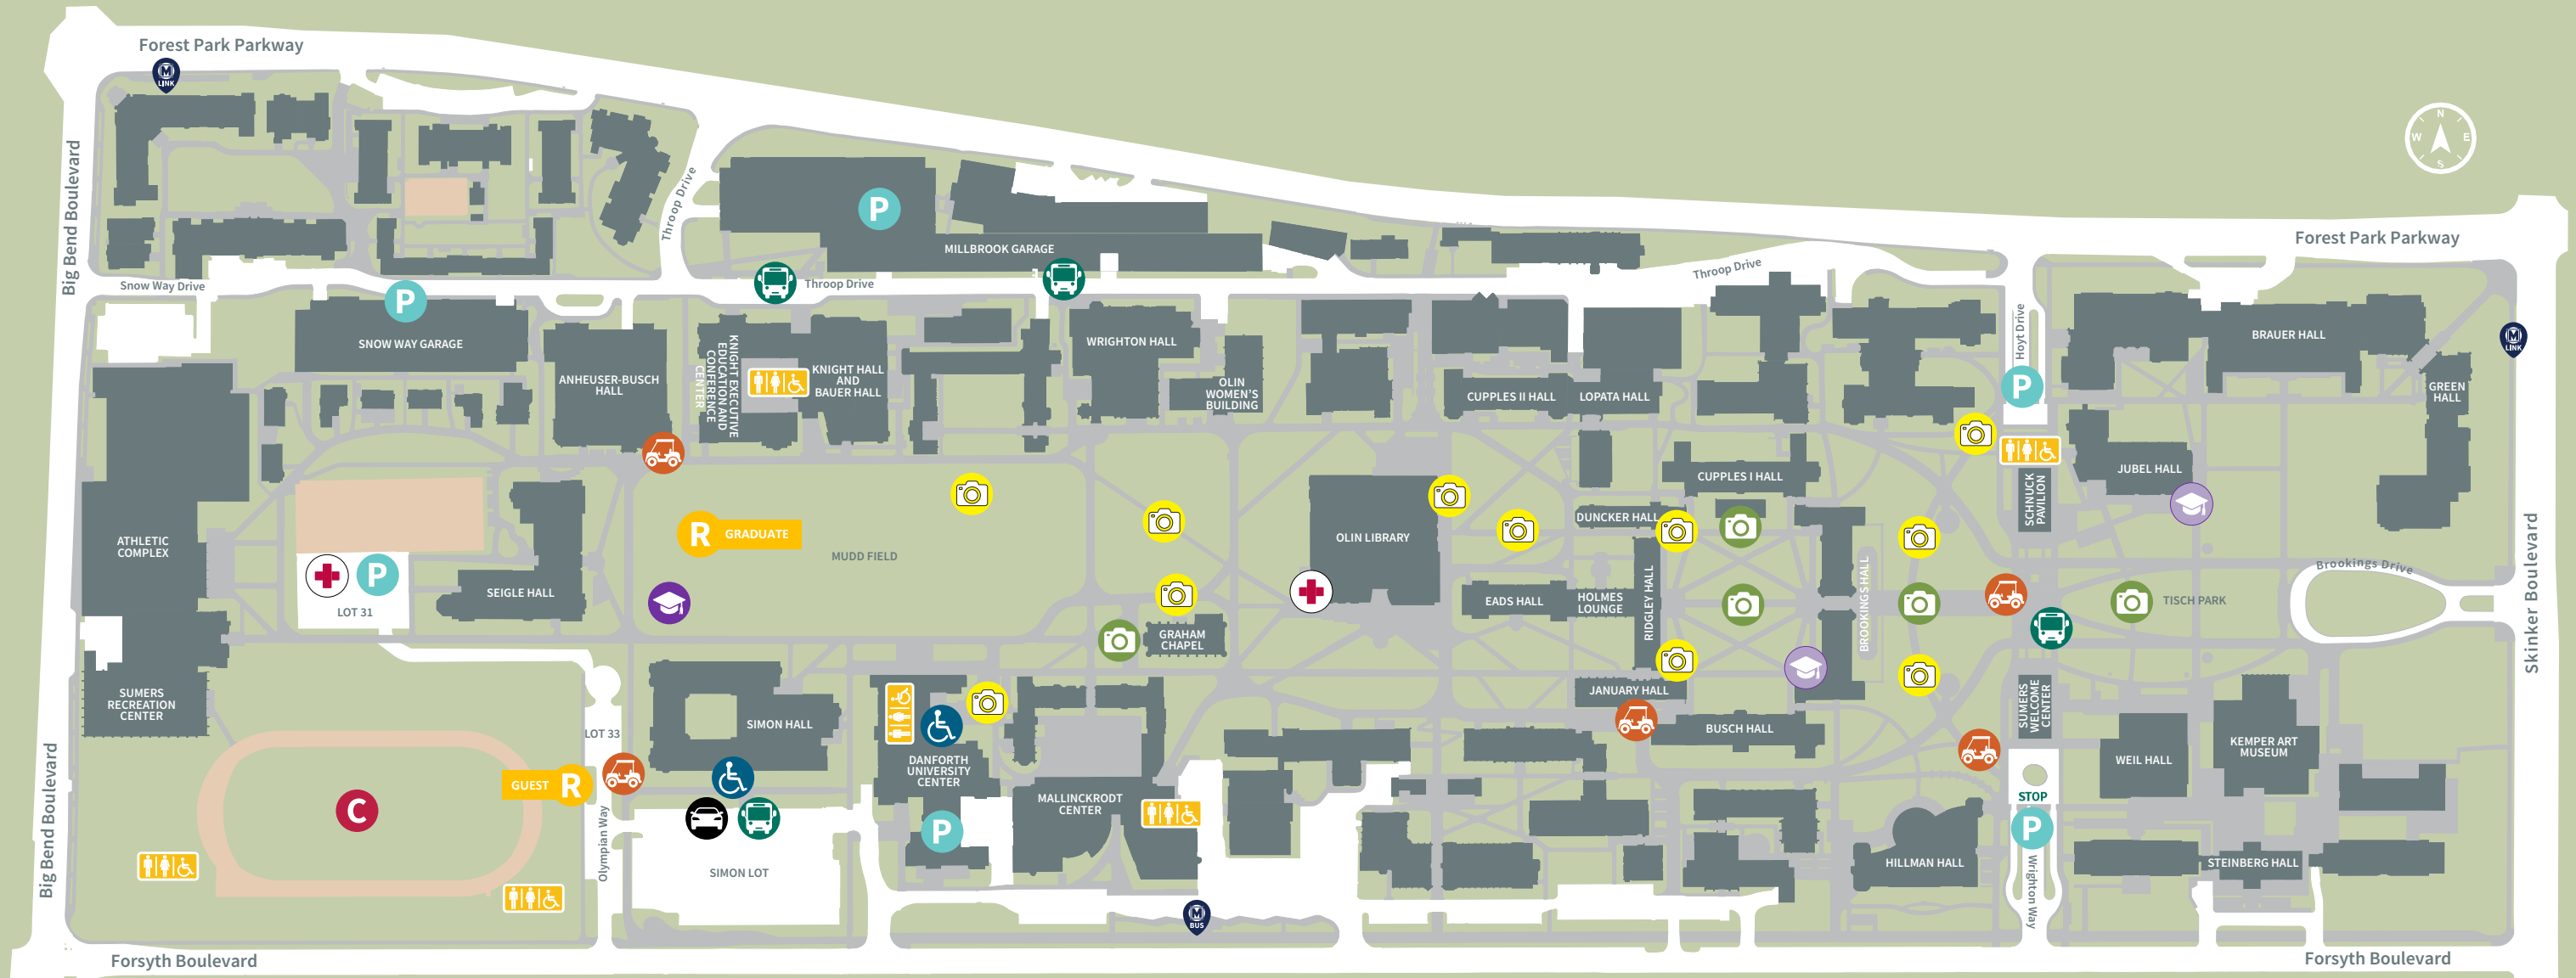 Forest Park Parkway
M
LINK
N
W
E
S
Big Bend Boulevard
Throop Drive
P
MILLBROOK GARAGE
Forest Park Parkway
Snow Way Drive
P
Throop Drive
Throop Drive
SNOW WAY GARAGE
ANHEUSER-BUSCH
HALL
KNIGHT EXECUTIVE
EDUCATION AND
CONFERENCE
CENTER
KNIGHT HALL
AND
BAUER HALL
WRIGHTON HALL
OLIN
WOMEN'S
BUILDING
CUPPLES II HALL
LOPATA HALL
Hoyt Drive
P
BRAUER HALL
M
LINK
GREEN
HALL
CUPPLES I HALL
JUBEL HALL
SCHNUCK
PAVILION
ATHLETIC
COMPLEX
R
GRADUATE
MUDD FIELD
OLIN LIBRARY
DUNCKER HALL
P
LOT 31
SEIGLE HALL
EADS HALL
HOLMES
LOUNGE
RIDGLEY HALL
BROOKINGS HALL
TISCH PARK
Brookings Drive
Skinker Boulevard
GRAHAM
CHAPEL
SUMERS
RECREATION
CENTER
LOT 33
SIMON HALL
JANUARY HALL
BUSCH HALL
SUMERS
WELCOME
CENTER
WEIL HALL
KEMPER ART
MUSEUM
Big Bend Boulevard
C
GUEST
R
Olympian Way
DANFORTH
UNIVERSITY
CENTER
P
MALLINCKRODT
CENTER
STOP
P
Wrighton Way
SIMON LOT
HILLMAN HALL
STEINBERG HALL
M
BUS
Forsyth Boulevard
Forsyth Boulevard